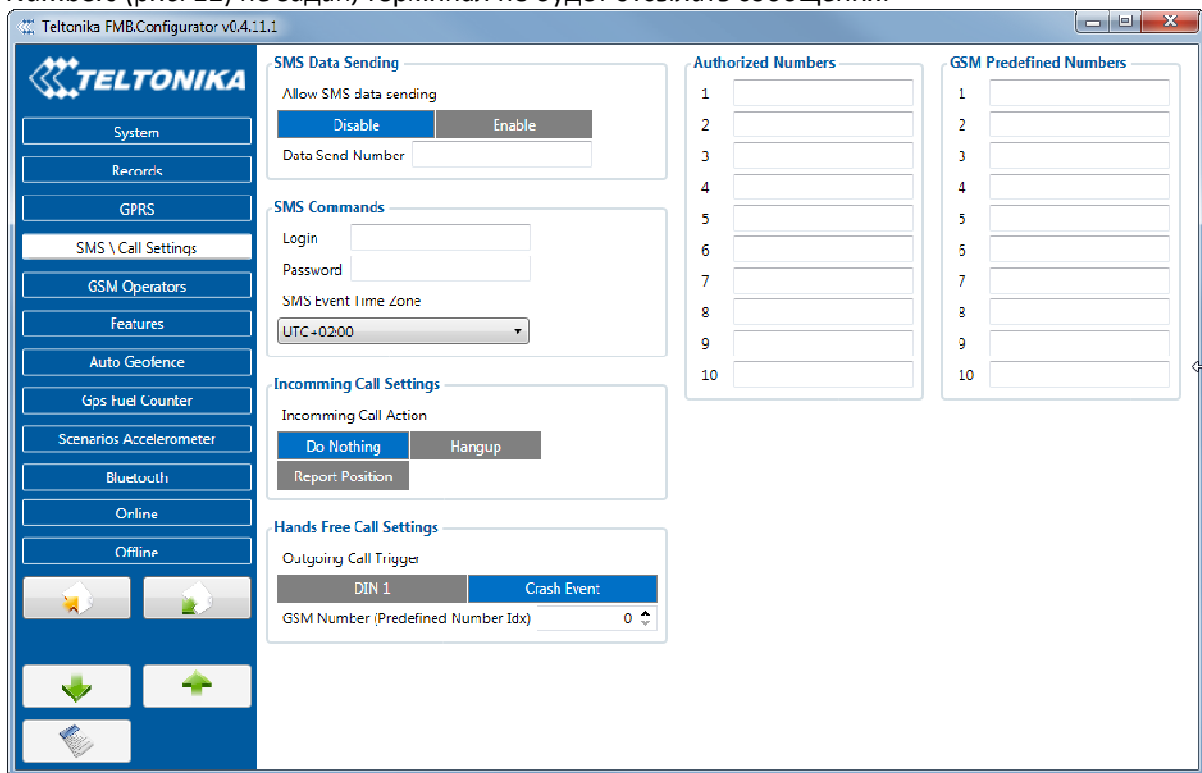 Teltonika FMB.Configurator v0.4.11.1
TELTONIKA
System
Records
GPRS
SMS \ Call Settings
GSM Operators
Features
Auto Geofence
Gps Fuel Counter
Scenarios Accelerometer
Bluetooth
Online
Offline
SMS Data Sending
Allow SMS data sending
Disable Enable
Data Send Number
SMS Commands
Login
Password
SMS Event Time Zone
UTC+02:00
Incomming Call Settings
Incomming Call Action
Do Nothing Hangup
Report Position
Hands Free Call Settings
Outgoing Call Trigger
DIN 1 Crash Event
GSM Number (Predefined Number Idx) 0
Authorized Numbers
1
2
3
4
5
6
7
8
9
10
GSM Predefined Numbers
1
2
3
4
5
6
7
8
9
10